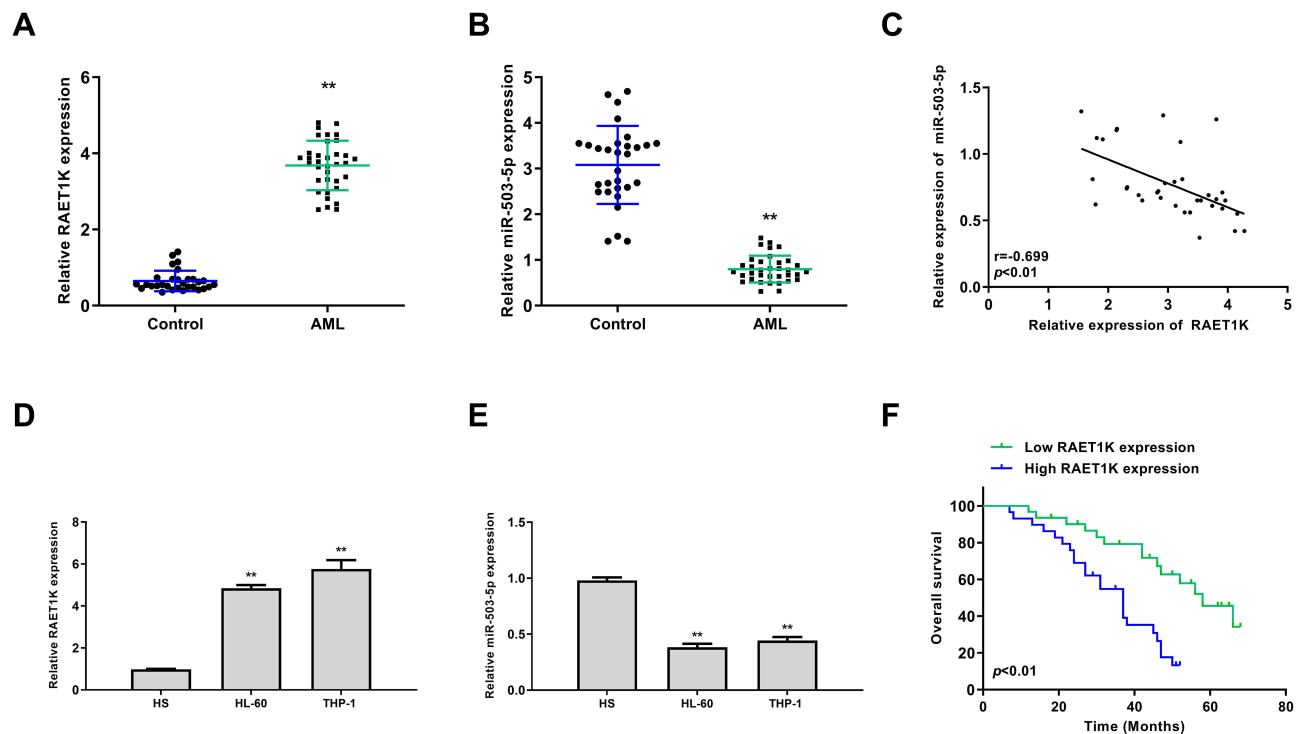 A
Relative RAET1K expression
6
4
2
0
**
Control
AML
B
Relative miR-503-5p expression
5
4
3
2
1
0
**
Control
AML
C
Relative expression of miR-503-5p
1.5
1.0
0.5
0.0
r=-0.699
p<0.01
0
1
2
3
4
5
Relative expression of RAET1K
D
Relative RAET1K expression
8
6
4
2
0
**
**
HS
HL-60
THP-1
E
Relative miR-503-5p expression
1.5
1.0
0.5
0.0
**
**
HS
HL-60
THP-1
F
Low RAET1K expression
High RAET1K expression
Overall survival
100
80
60
40
20
0
p<0.01
0
20
40
60
80
Time (Months)